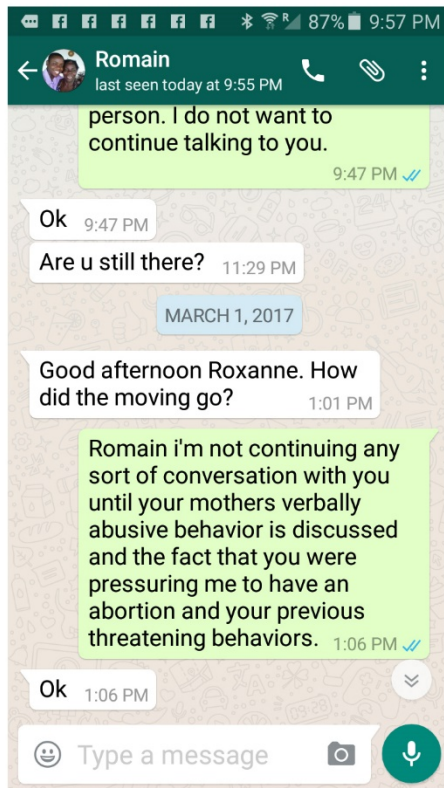 87% 9:57 PM
Romain
last seen today at 9:55 PM
person. I do not want to
continue talking to you.
9:47 PM
Ok 9:47 PM
Are u still there? 11:29 PM
MARCH 1, 2017
Good afternoon Roxanne. How
did the moving go? 1:01 PM
Romain i'm not continuing any
sort of conversation with you
until your mothers verbally
abusive behavior is discussed
and the fact that you were
pressuring me to have an
abortion and your previous
threatening behaviors. 1:06 PM
Ok 1:06 PM
Type a message